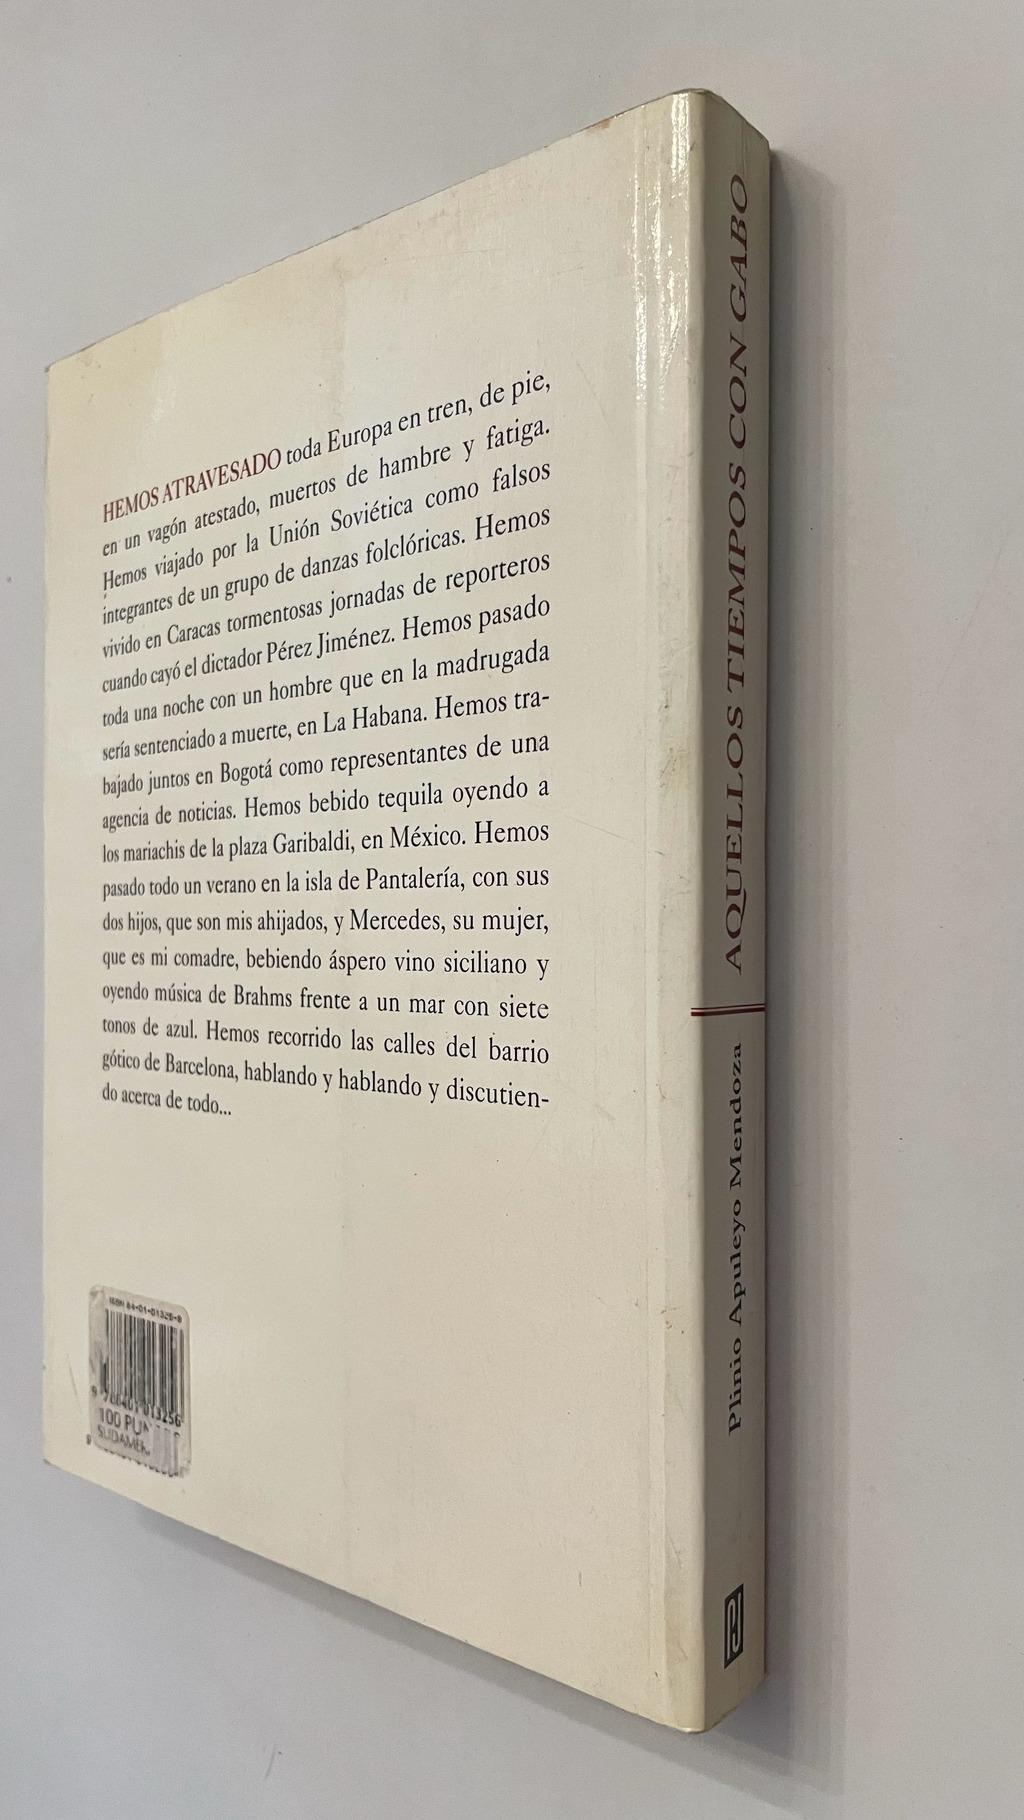 HEMOS ATRAVESADO toda Europa en tren, de pie,
en un vagón atestado, muertos de hambre y fatiga.
Hemos viajado por la Unión Soviética como falsos
integrantes de un grupo de danzas folclóricas. Hemos
vivido en Caracas tormentosas jornadas de reporteros
cuando cayó el dictador Pérez Jiménez. Hemos pasado
toda una noche con un hombre que en la madrugada
sería sentenciado a muerte, en La Habana. Hemos tra-
bajado juntos en Bogotá como representantes de una
agencia de noticias. Hemos bebido tequila oyendo a
los mariachis de la plaza Garibaldi, en México. Hemos
pasado todo un verano en la isla de Pantalería, con sus
dos hijos, que son mis ahijados, y Mercedes, su mujer,
que es mi comadre, bebiendo áspero vino siciliano y
oyendo música de Brahms frente a un mar con siete
tonos de azul. Hemos recorrido las calles del barrio
gótico de Barcelona, hablando y hablando y discutien-
do acerca de todo...
ISBN 84-01-01325-8
100
Plinio Apuleyo Mendoza
AQUELLOS TIEMPOS CON GABO